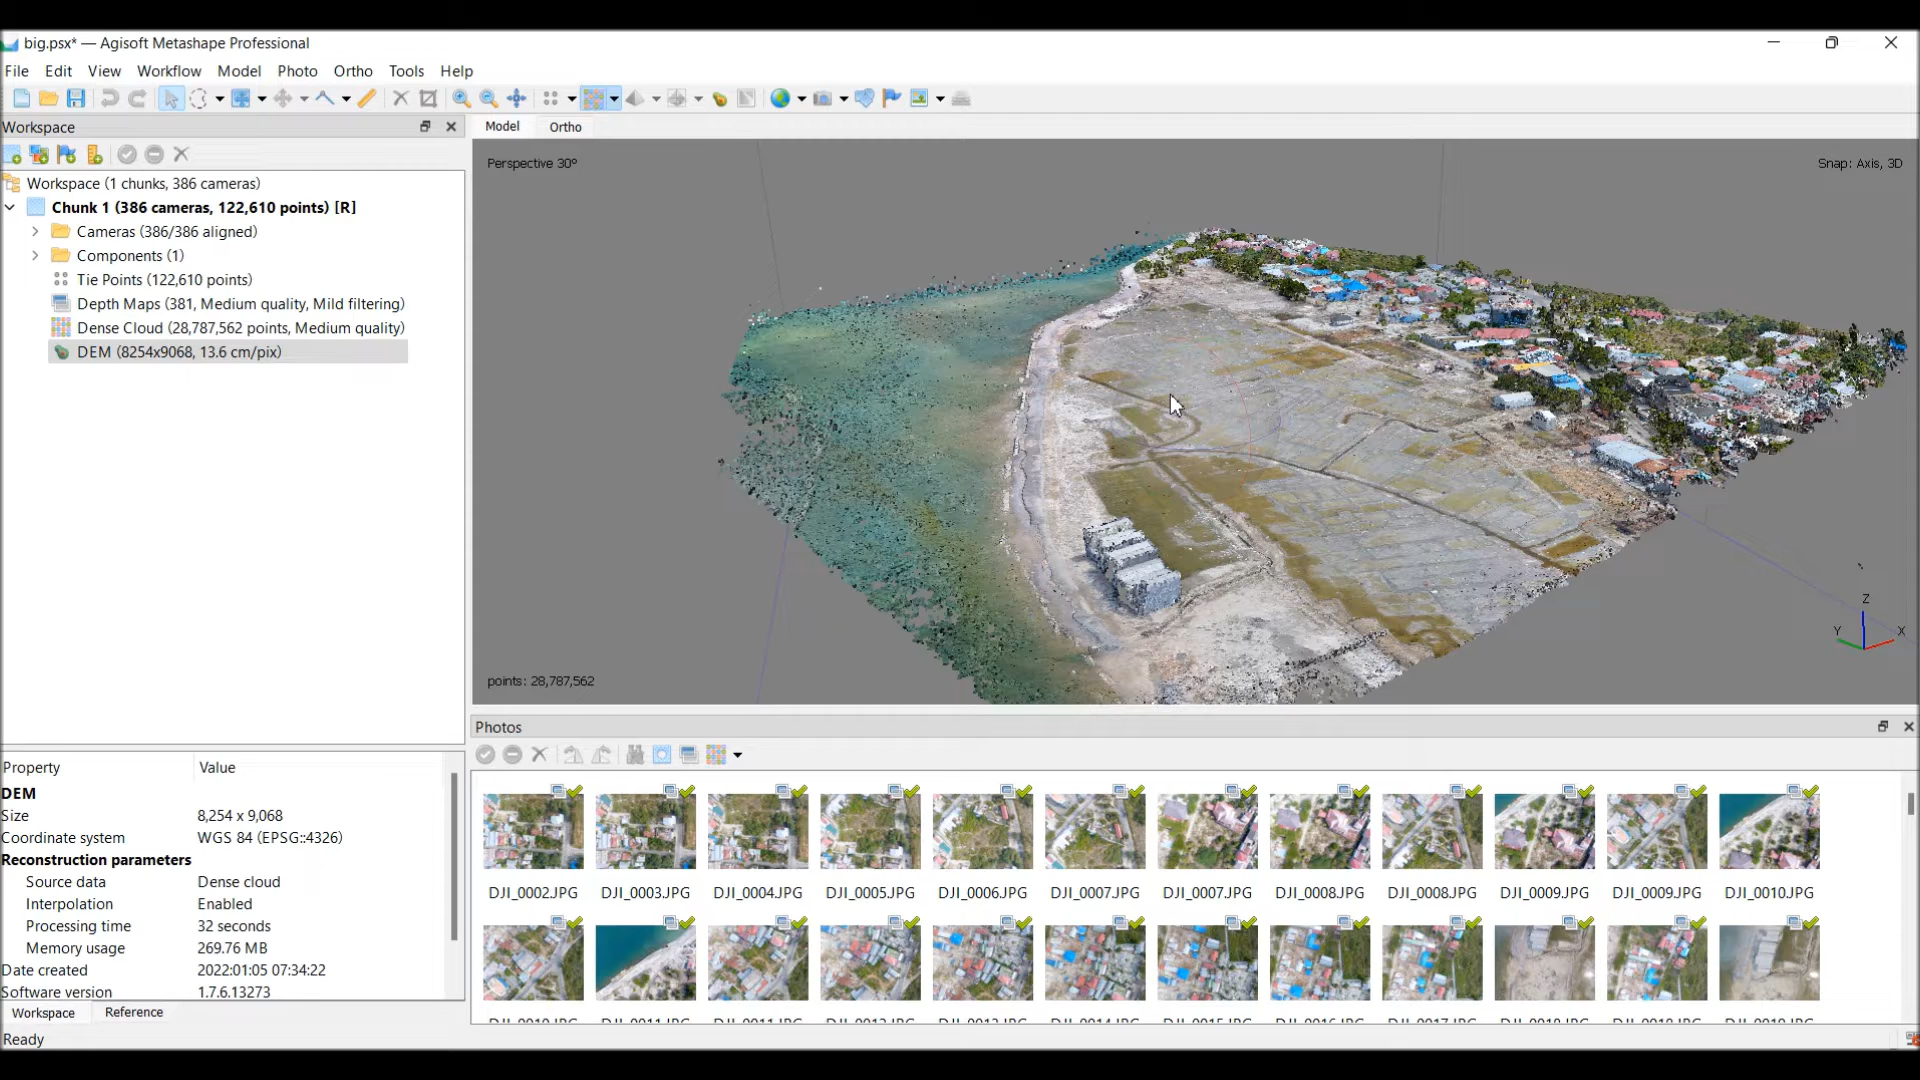 big.psx* — Agisoft Metashape Professional
File Edit View Workflow Model Photo Ortho Tools Help
Workspace
Model Ortho
Perspective 30°
Snap: Axis, 3D
Workspace (1 chunks, 386 cameras)
Chunk 1 (386 cameras, 122,610 points) [R]
Cameras (386/386 aligned)
Components (1)
Tie Points (122,610 points)
Depth Maps (381, Medium quality, Mild filtering)
Dense Cloud (28,787,562 points, Medium quality)
DEM (8254x9068, 13.6 cm/pix)
Z
Y
X
points: 28,787,562
Photos
Property Value
DEM
Size 8,254 x 9,068
Coordinate system WGS 84 (EPSG::4326)
Reconstruction parameters
Source data Dense cloud
Interpolation Enabled
Processing time 32 seconds
Memory usage 269.76 MB
Date created 2022:01:05 07:34:22
Software version 1.7.6.13273
DJI_0002.JPG DJI_0003.JPG DJI_0004.JPG DJI_0005.JPG DJI_0006.JPG DJI_0007.JPG DJI_0007.JPG DJI_0008.JPG DJI_0008.JPG DJI_0009.JPG DJI_0009.JPG DJI_0010.JPG
Workspace Reference
Ready